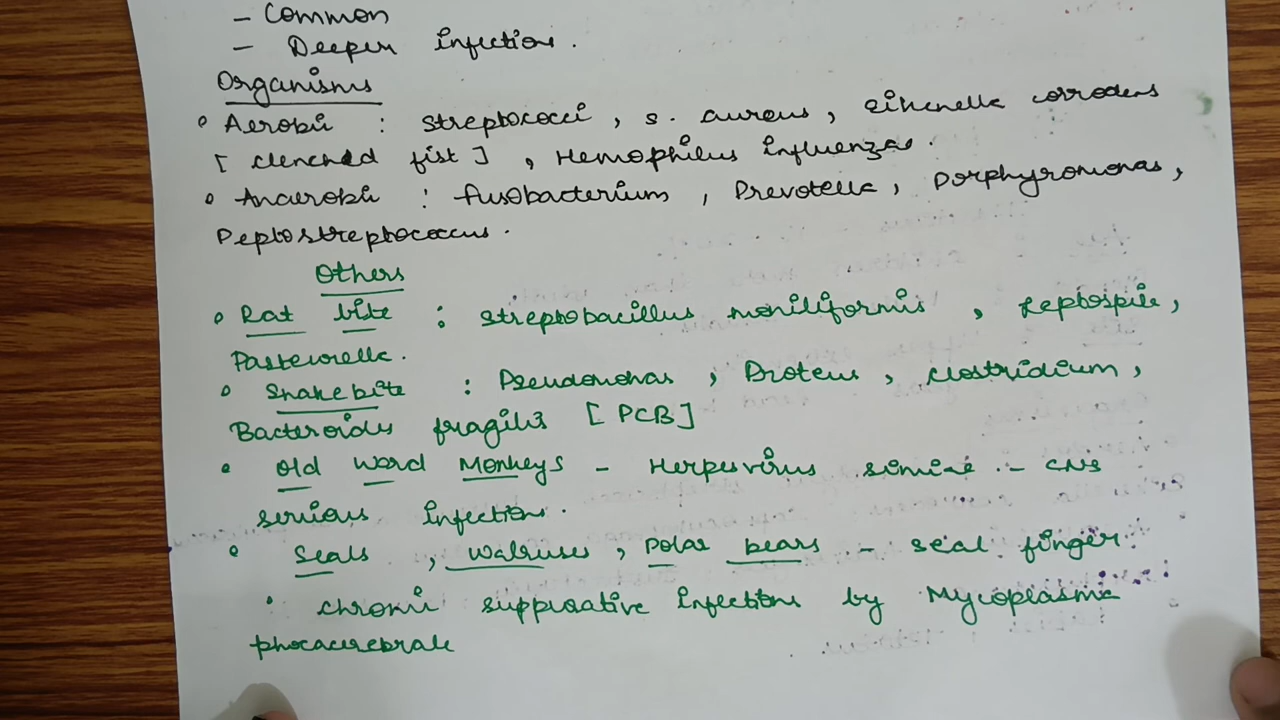 - Common
- Deeper infection.
Organisms
• Aerobic : streptococci, s. aureus, Eikenella corrodens
[clenched fist], Hemophilus influenzae.
• Anaerobic : fusobacterium, Prevotella, Porphyromonas,
Peptostreptococcus.
Others
• Rat bite : Streptobacillus moniliformis, Leptospire,
Pasteurella.
• Snake bite : Pseudomonas, Proteus, clostridium,
Bacteroides fragilis [PCB]
• Old Word Monkeys - Herpesvirus simiae - CNS
serious infection.
• Seals, Walruses, Polar bears - seal finger
• chronic suppurative infections by Mycoplasma
phocacerebrale